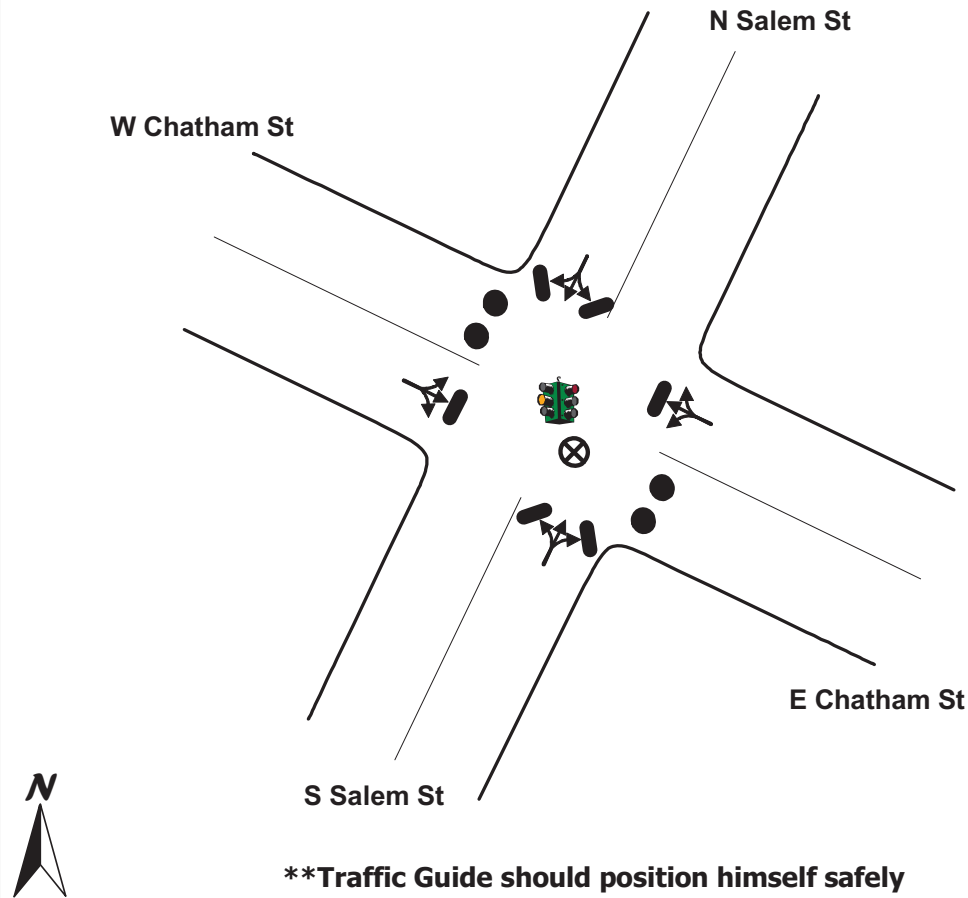 N Salem St
W Chatham St
E Chatham St
S Salem St
N
**Traffic Guide should position himself safely